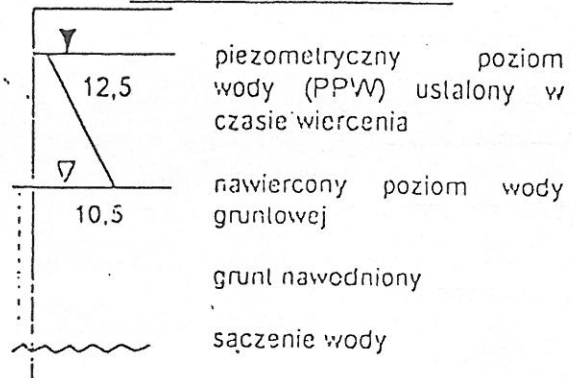 12,5
piezometryczny poziom
wody (PPW) ustalony w
czasie wiercenia
10,5
nawiercony poziom wody
gruntowej
grunt nawodniony
sączenie wody